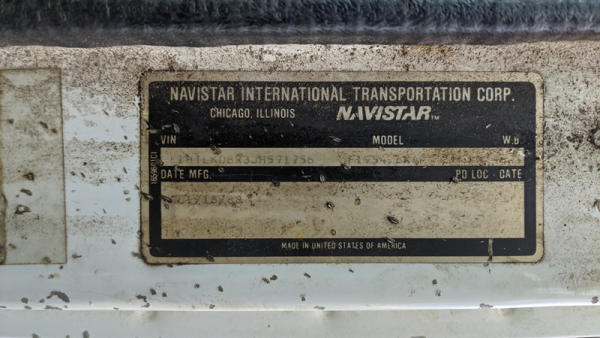 NAVISTAR INTERNATIONAL TRANSPORTATION CORP.
CHICAGO, ILLINOIS NAVISTAR™
VIN MODEL W.B
DATE MFG. PD LOC - DATE
MADE IN UNITED STATES OF AMERICA